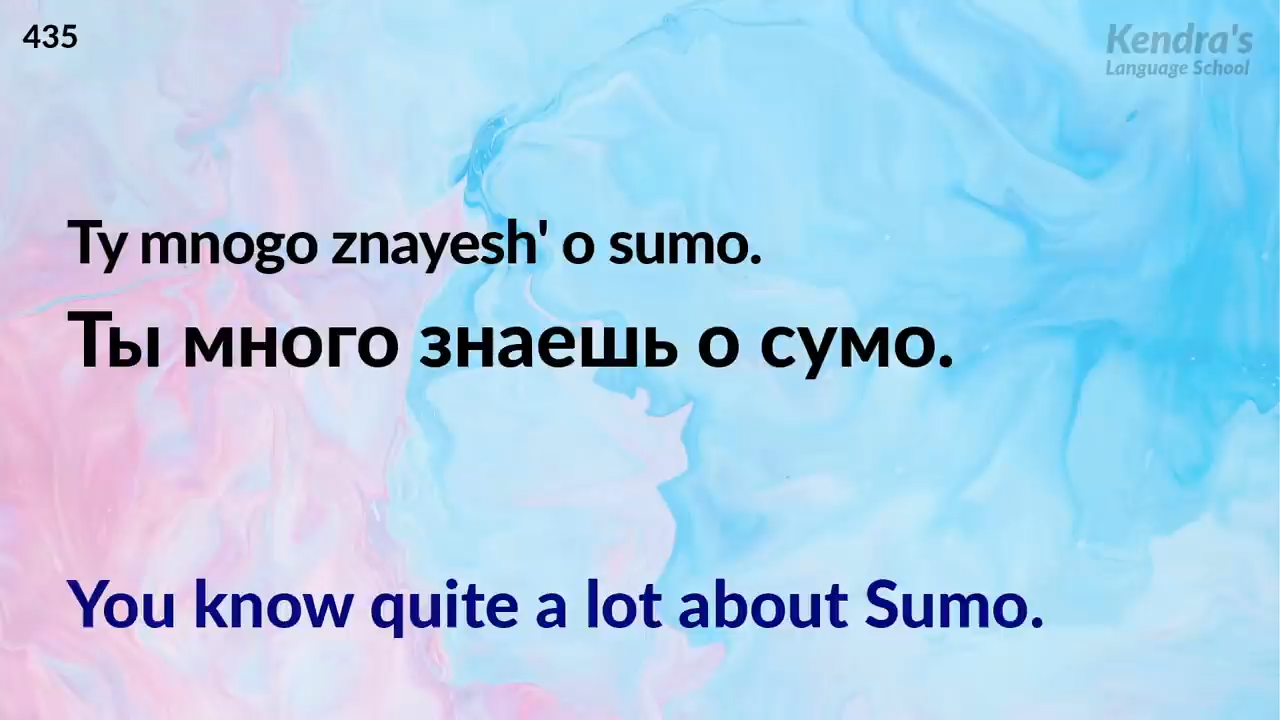 435
Kendra's
Language School
Ty mnogo znayesh' o sumo.
Ты много знаешь о сумо.
You know quite a lot about Sumo.